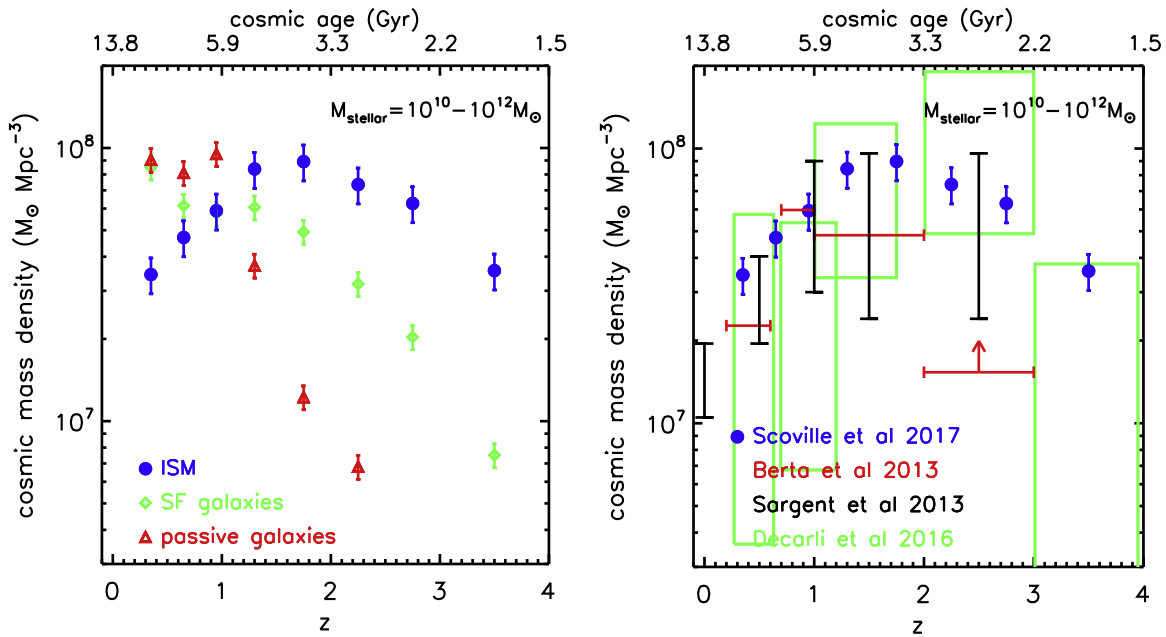 cosmic age (Gyr)
13.8 5.9 3.3 2.2 1.5
M_stellar=10^10−10^12 M_⊙
cosmic mass density (M_⊙ Mpc^−3)
10^8
10^7
ISM
SF galaxies
passive galaxies
0 1 2 3 4
z
cosmic age (Gyr)
13.8 5.9 3.3 2.2 1.5
M_stellar=10^10−10^12 M_⊙
cosmic mass density (M_⊙ Mpc^−3)
10^8
10^7
Scoville et al 2017
Berta et al 2013
Sargent et al 2013
Decarli et al 2016
0 1 2 3 4
z